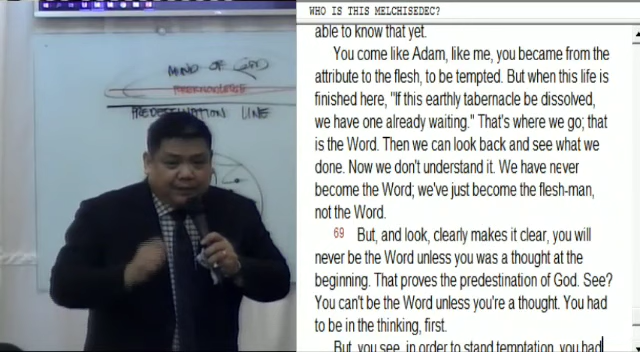 MIND OF GOD
FOREKNOWLEDGE
PREDESTINATION LINE
WHO IS THIS MELCHISEDEC?
able to know that yet.
You come like Adam, like me, you became from the
attribute to the flesh, to be tempted. But when this life is
finished here, "If this earthly tabernacle be dissolved,
we have one already waiting." That's where we go; that
is the Word. Then we can look back and see what we
done. Now we don't understand it. We have never
become the Word; we've just become the flesh-man,
not the Word.
69 But, and look, clearly makes it clear, you will
never be the Word unless you was a thought at the
beginning. That proves the predestination of God. See?
You can't be the Word unless you're a thought. You had
to be in the thinking, first.
But, you see, in order to stand temptation, you had